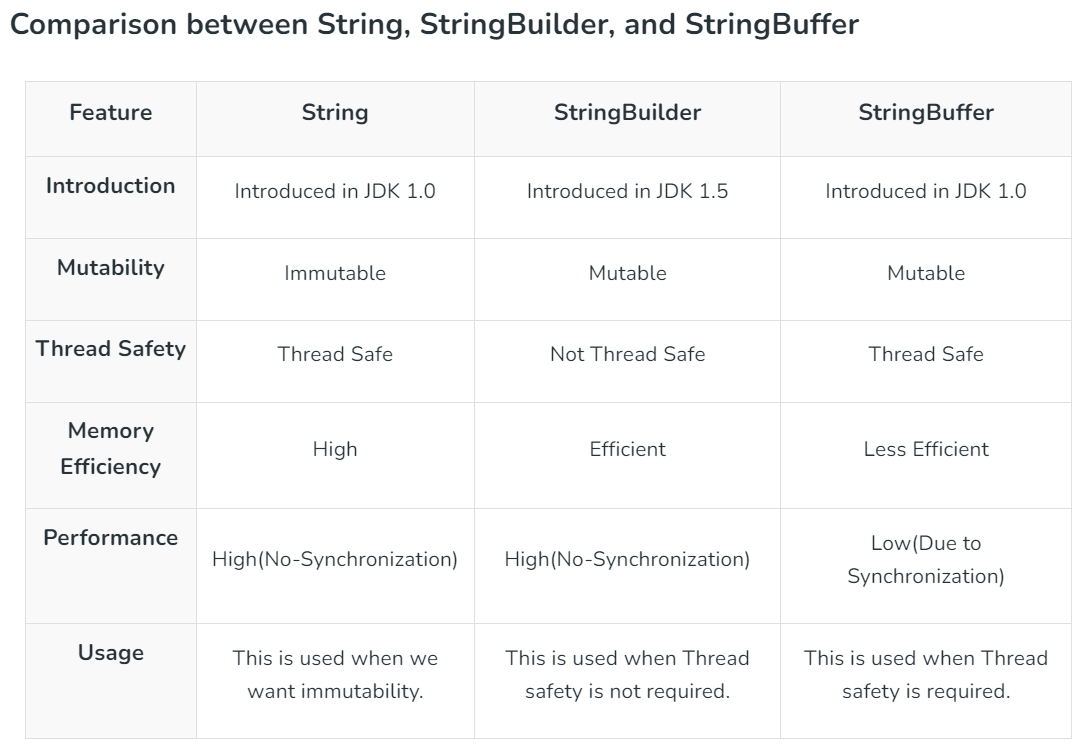 Comparison between String, StringBuilder, and StringBuffer
Feature String StringBuilder StringBuffer
Introduction Introduced in JDK 1.0 Introduced in JDK 1.5 Introduced in JDK 1.0
Mutability Immutable Mutable Mutable
Thread Safety Thread Safe Not Thread Safe Thread Safe
Memory
Efficiency
High Efficient Less Efficient
Performance
High(No-Synchronization) High(No-Synchronization)
Low(Due to
Synchronization)
Usage
This is used when we
want immutability.
This is used when Thread
safety is not required.
This is used when Thread
safety is required.